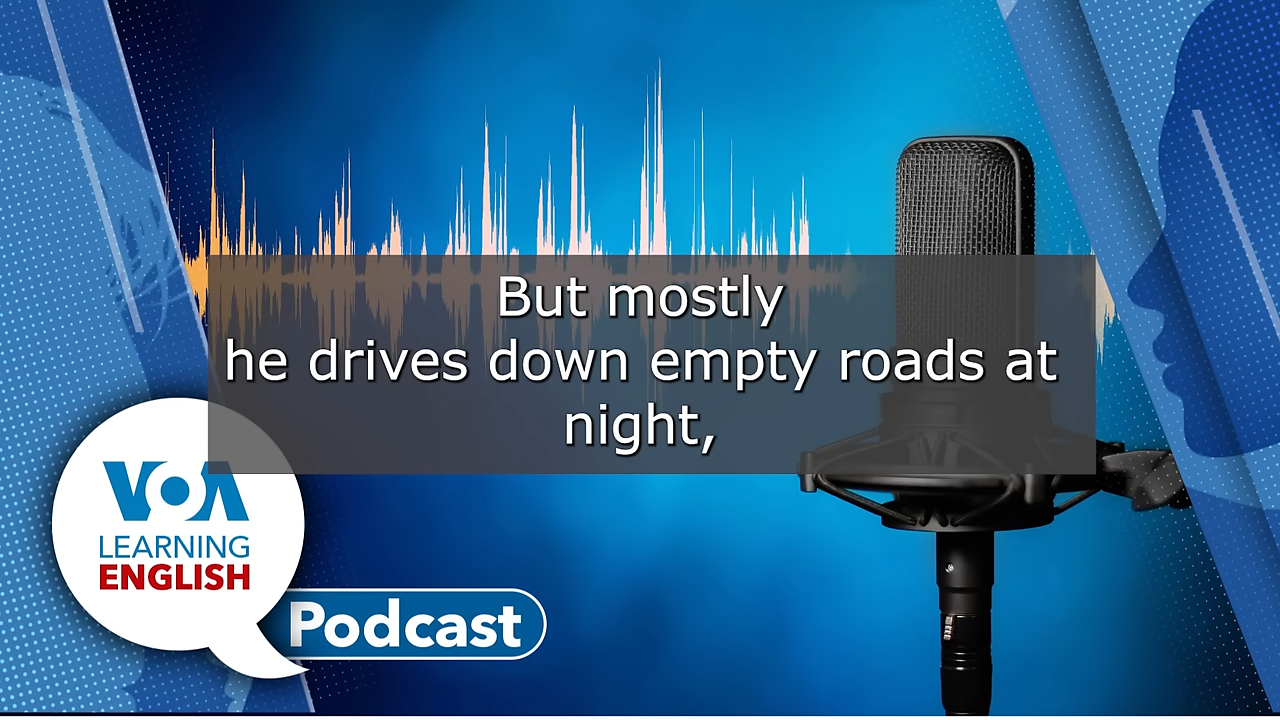 But mostly
he drives down empty roads at
night,
VOA
LEARNING
ENGLISH
Podcast